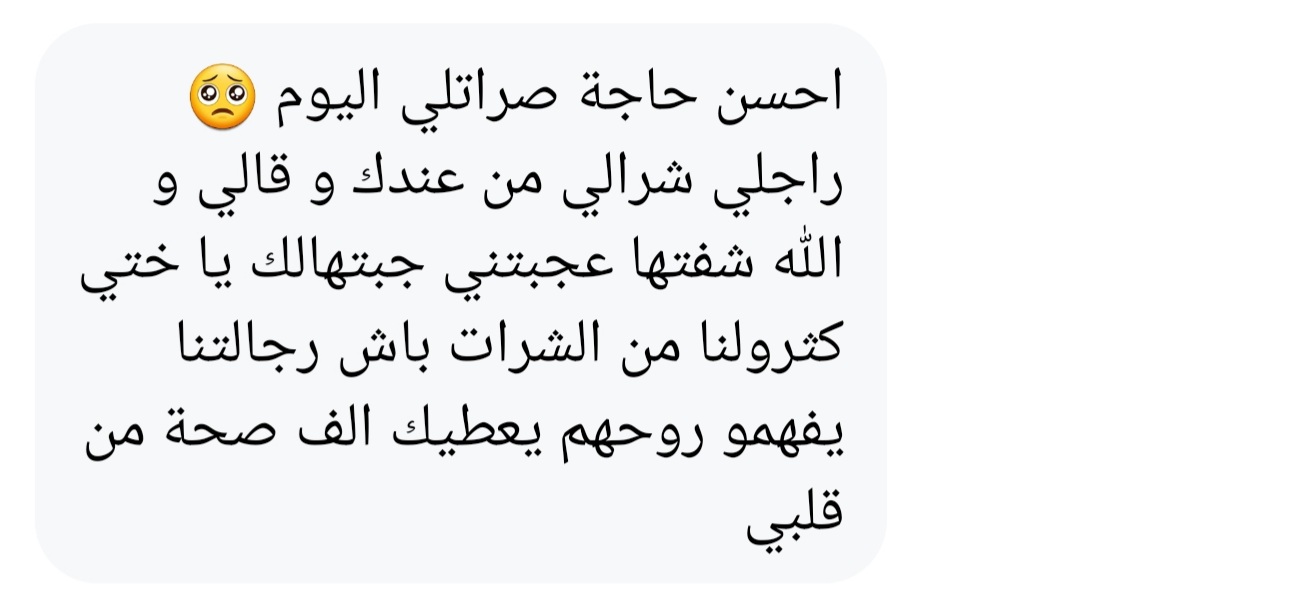 احسن حاجة صراتلي اليوم 🥺
راجلي شرالي من عندك و قالي و
الله شفتها عجبتني جبتهالك يا ختي
كثرولنا من الشرات باش رجالتنا
يفهمو روحهم يعطيك الف صحة من
قلبي